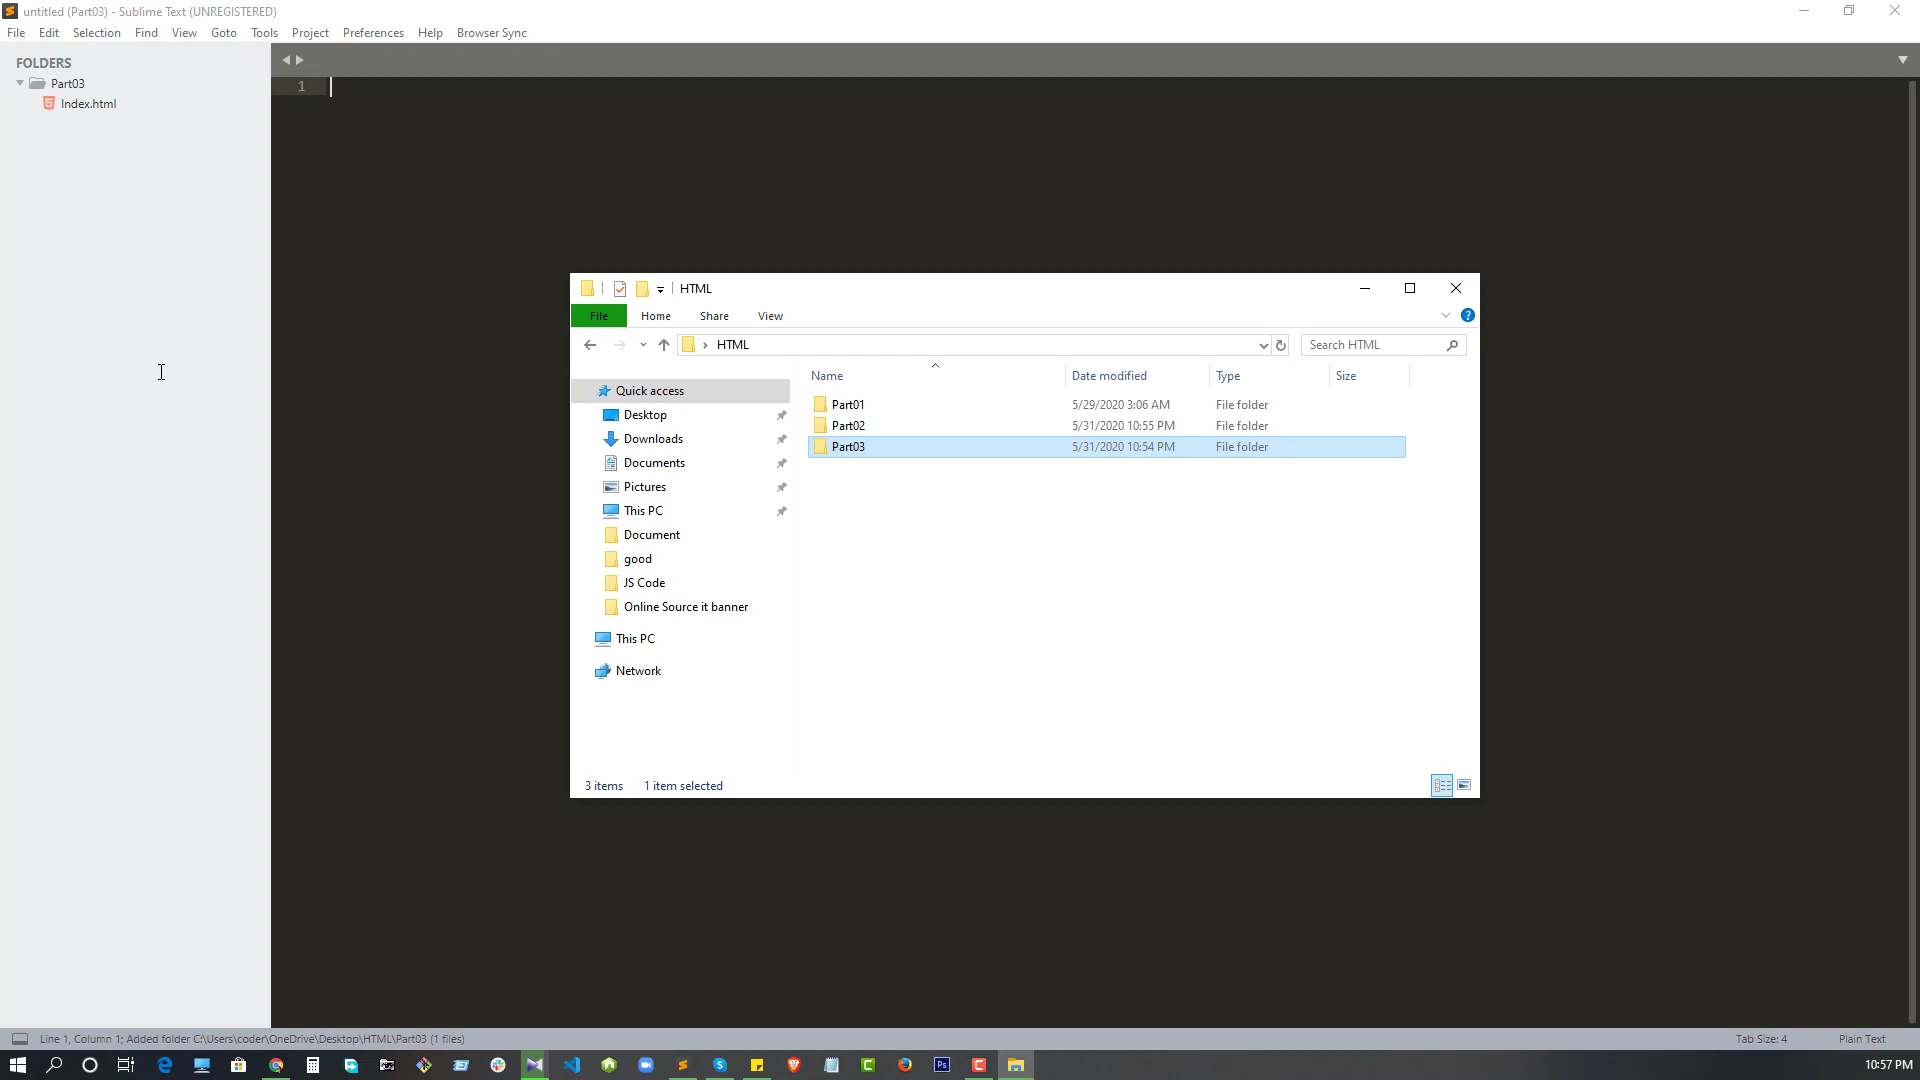 untitled (Part03) - Sublime Text (UNREGISTERED)
File Edit Selection Find View Goto Tools Project Preferences Help Browser Sync
FOLDERS
Part03
Index.html
1
HTML
File Home Share View
HTML
Search HTML
Name Date modified Type Size
Quick access
Desktop
Downloads
Documents
Pictures
This PC
Document
good
JS Code
Online Source it banner
This PC
Network
Part01 5/29/2020 3:06 AM File folder
Part02 5/31/2020 10:55 PM File folder
Part03 5/31/2020 10:54 PM File folder
3 items 1 item selected
Line 1, Column 1; Added folder C:\Users\coder\OneDrive\Desktop\HTML\Part03 (1 files)
Tab Size: 4 Plain Text
10:57 PM